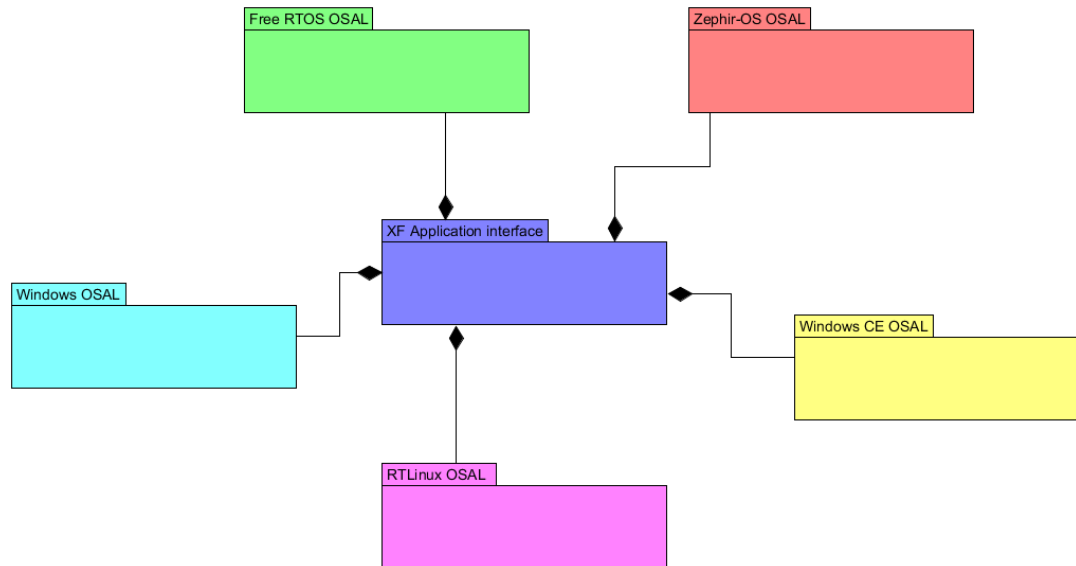 Free RTOS OSAL
Zephir-OS OSAL
XF Application interface
Windows OSAL
Windows CE OSAL
RTLinux OSAL